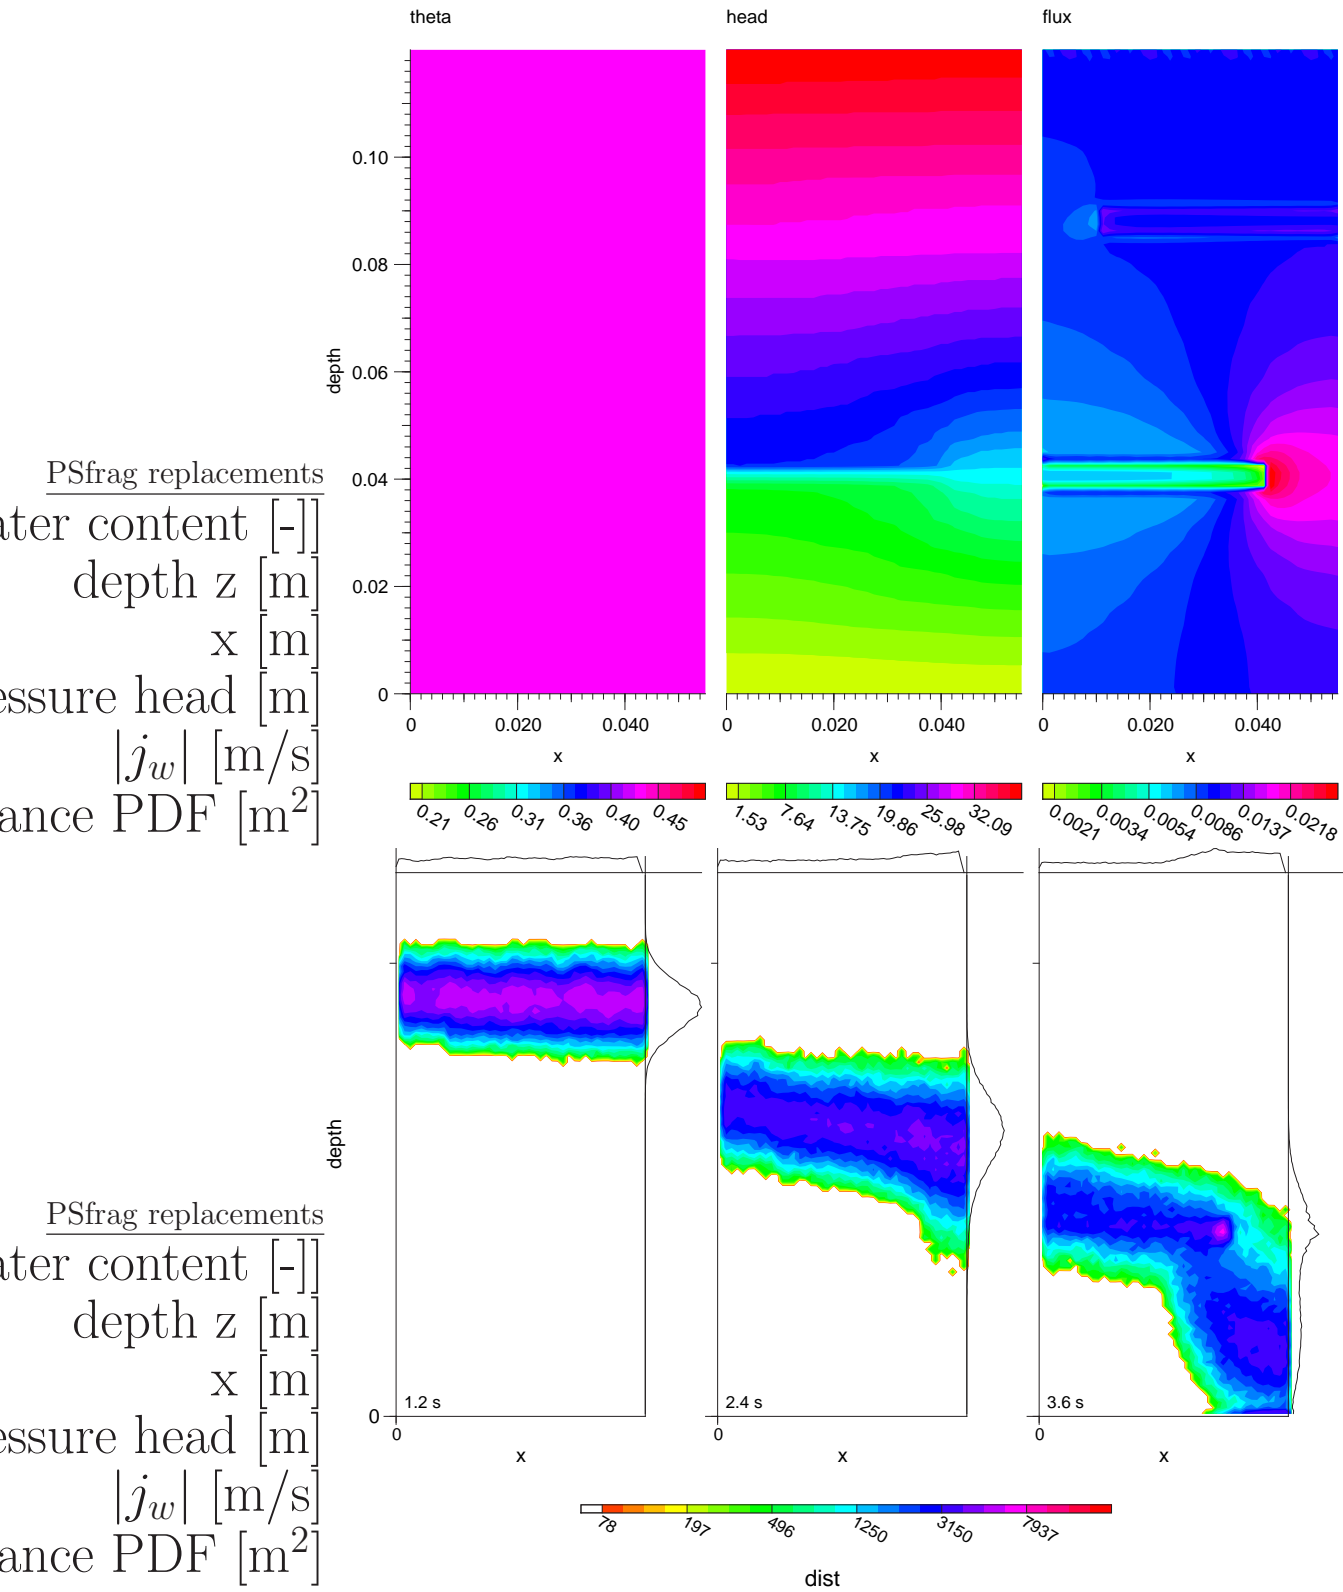 theta head flux
0.10
0.08
depth
0.06
PSfrag replacements
0.04
ater content [-]]
depth z [m]
0.02
x [m]
essure head [m]
0
0 0.020 0.040 0 0.020 0.040 0 0.020 0.040
|j_w| [m/s]
x x x
ance PDF [m²]
0.21 0.26 0.31 0.36 0.40 0.45 1.53 7.64 13.75 19.86 25.98 32.09 0.0021 0.0034 0.0054 0.0086 0.0137 0.0218
depth
PSfrag replacements
ater content [-]]
depth z [m]
x [m]
1.2 s 2.4 s 3.6 s
0
0 0 0
essure head [m]
x x x
|j_w| [m/s]
78 197 496 1250 3150 7937
ance PDF [m²]
dist